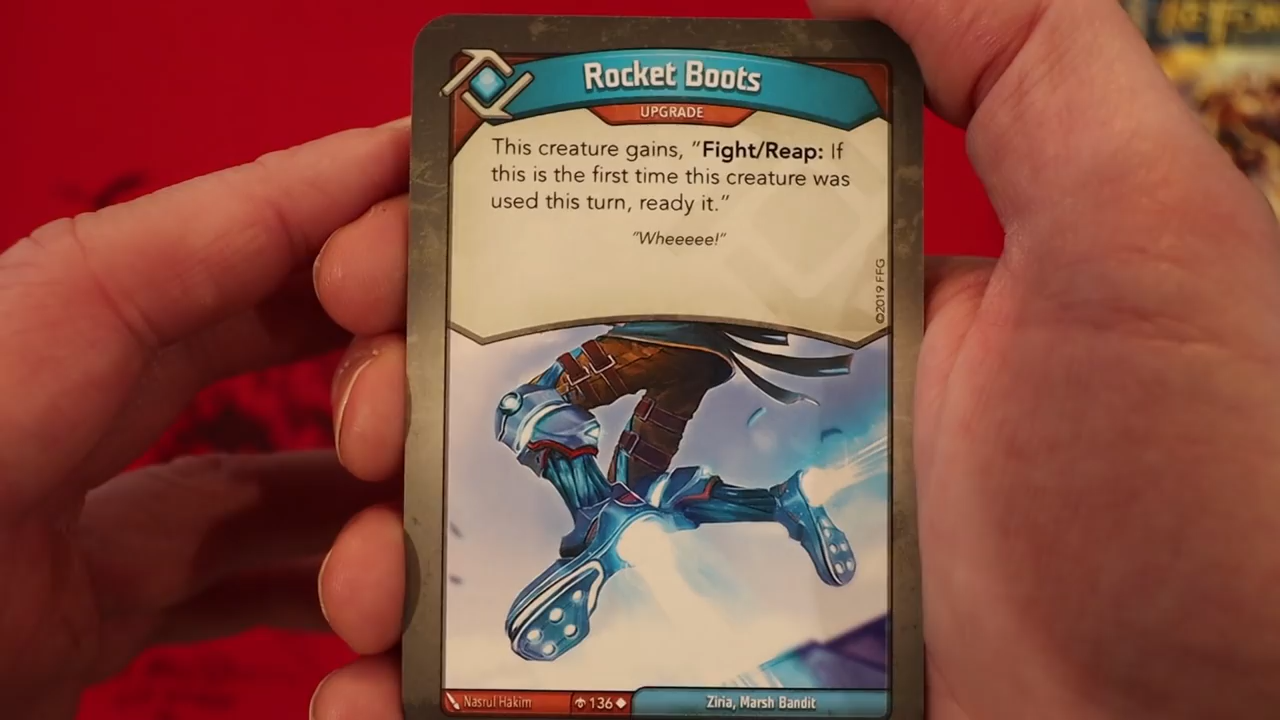 Rocket Boots
UPGRADE
This creature gains, “Fight/Reap: If
this is the first time this creature was
used this turn, ready it.”
“Wheeeee!”
©2019 FFG
Nasrul Hakim
136
Ziria, Marsh Bandit